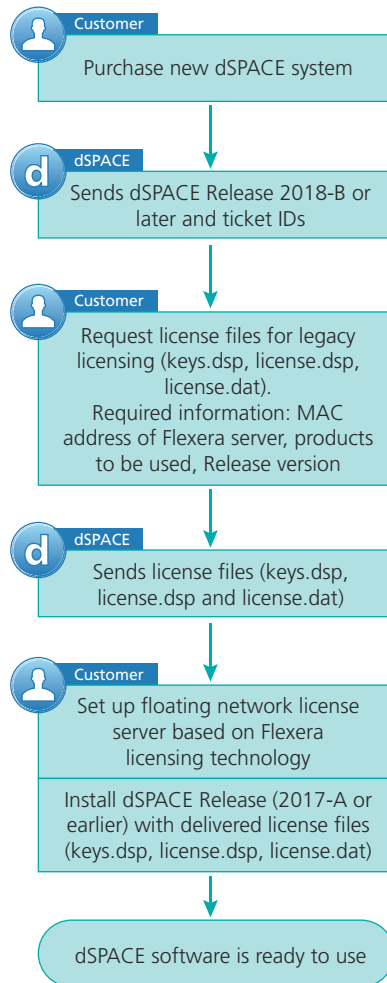 Customer
Purchase new dSPACE system
d
dSPACE
Sends dSPACE Release 2018-B or
later and ticket IDs
Customer
Request license files for legacy
licensing (keys.dsp, license.dsp,
license.dat).
Required information: MAC
address of Flexera server, products
to be used, Release version
d
dSPACE
Sends license files (keys.dsp,
license.dsp and license.dat)
Customer
Set up floating network license
server based on Flexera
licensing technology
Install dSPACE Release (2017-A or
earlier) with delivered license files
(keys.dsp, license.dsp, license.dat)
dSPACE software is ready to use